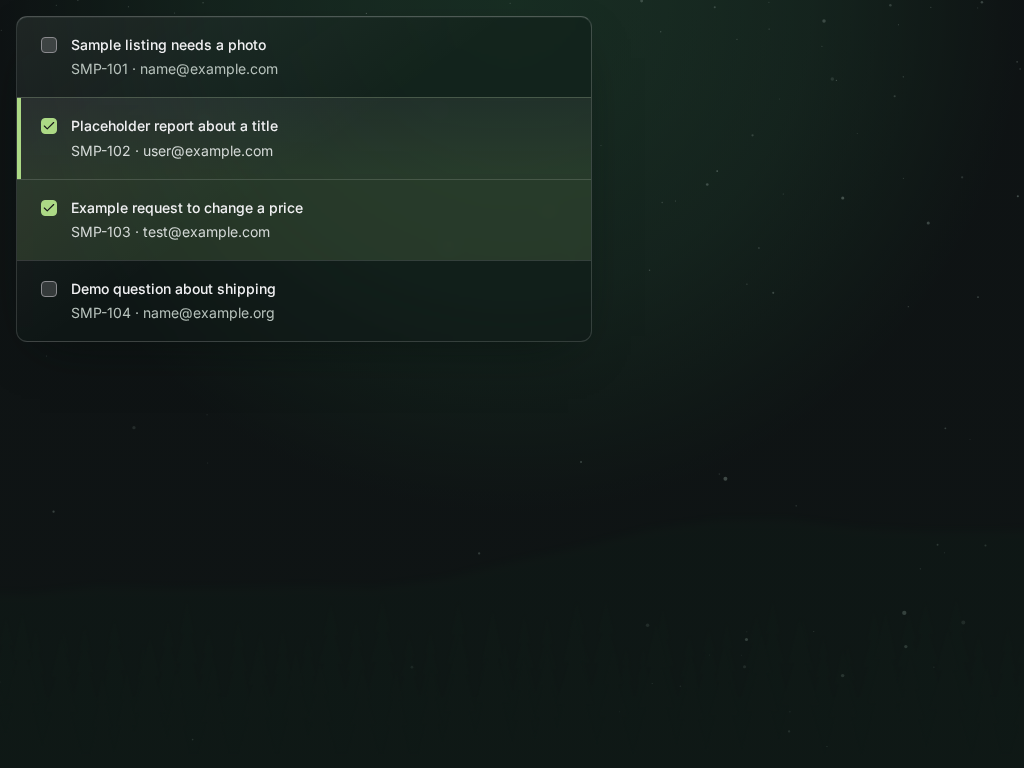 Sample listing needs a photo
SMP-101 · name@example.com
Placeholder report about a title
SMP-102 · user@example.com
Example request to change a price
SMP-103 · test@example.com
Demo question about shipping
SMP-104 · name@example.org